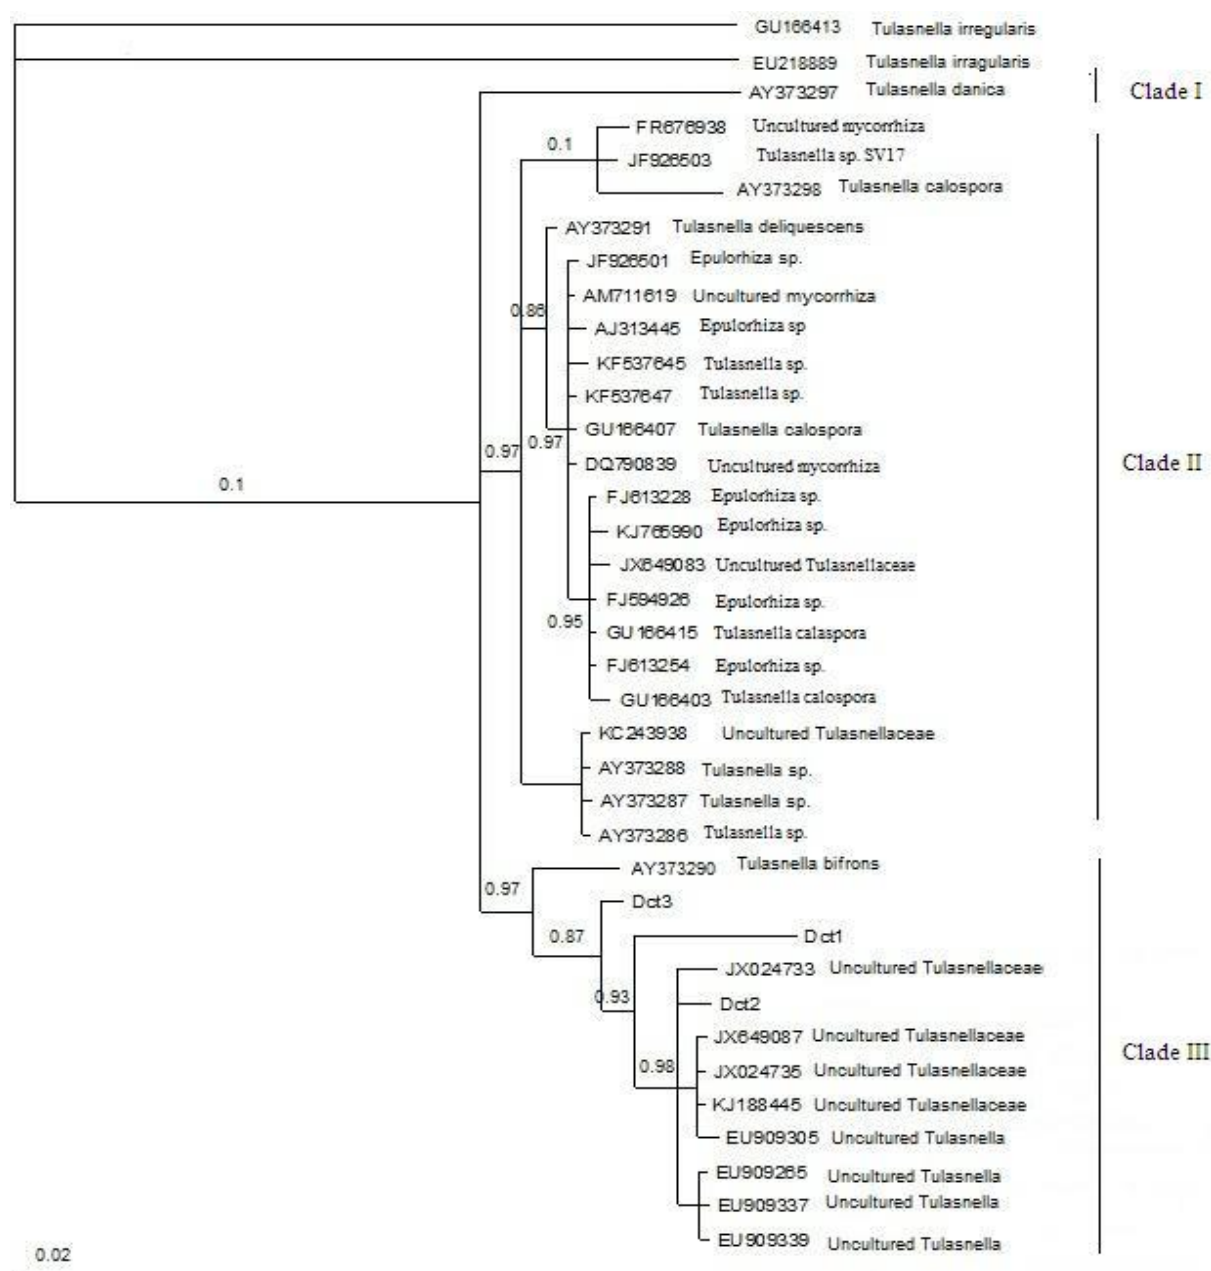 GU166413 Tulasnella irregularis
EU218889 Tulasnella irragularis
AY373297 Tulasnella danica
Clade I
FR676938 Uncultured mycorrhiza
0.1
JF926503 Tulasnella sp. SV17
AY373298 Tulasnella calospora
AY373291 Tulasnella deliquescens
JF926501 Epulorhiza sp.
AM711619 Uncultured mycorrhiza
0.86
AJ313445 Epulorhiza sp
KF537645 Tulasnella sp.
KF537647 Tulasnella sp.
GU166407 Tulasnella calospora
0.97
0.97
DQ790839 Uncultured mycorrhiza
Clade II
0.1
FJ613228 Epulorhiza sp.
KJ765990 Epulorhiza sp.
JX649083 Uncultured Tulasnellaceae
FJ594926 Epulorhiza sp.
0.95
GU166415 Tulasnella calaspora
FJ613254 Epulorhiza sp.
GU166403 Tulasnella calospora
KC243938 Uncultured Tulasnellaceae
AY373288 Tulasnella sp.
AY373287 Tulasnella sp.
AY373286 Tulasnella sp.
AY373290 Tulasnella bifrons
0.97
Dct3
0.87
Dct1
JX024733 Uncultured Tulasnellaceae
0.93
Dct2
JX649087 Uncultured Tulasnellaceae
Clade III
0.98
JX024735 Uncultured Tulasnellaceae
KJ188445 Uncultured Tulasnellaceae
EU909305 Uncultured Tulasnella
EU909265 Uncultured Tulasnella
EU909337 Uncultured Tulasnella
EU909339 Uncultured Tulasnella
0.02